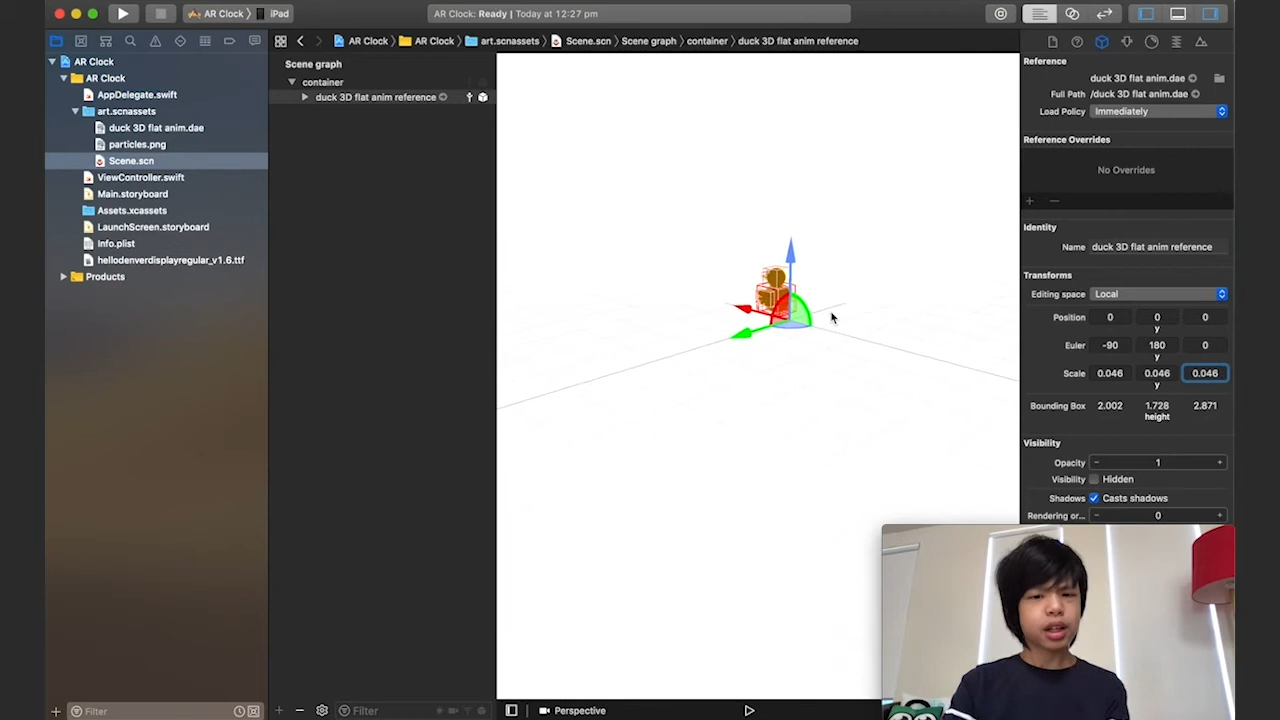 AR Clock 〉 iPad
AR Clock: Ready | Today at 12:27 pm
AR Clock
AR Clock
AppDelegate.swift
art.scnassets
duck 3D flat anim.dae
particles.png
Scene.scn
ViewController.swift
Main.storyboard
Assets.xcassets
LaunchScreen.storyboard
Info.plist
hellodenverdisplayregular_v1.6.ttf
Products
Filter
AR Clock 〉 AR Clock 〉 art.scnassets 〉 Scene.scn 〉 Scene graph 〉 container 〉 duck 3D flat anim reference
Scene graph
container
duck 3D flat anim reference
Filter
Perspective
Reference
duck 3D flat anim.dae
Full Path /duck 3D flat anim.dae
Load Policy Immediately
Reference Overrides
No Overrides
Identity
Name duck 3D flat anim reference
Transforms
Editing space Local
Position 0 0 0
y
Euler -90 180 0
y
Scale 0.046 0.046 0.046
y
Bounding Box 2.002 1.728 2.871
height
Visibility
Opacity 1
Visibility Hidden
Shadows Casts shadows
Rendering or... 0